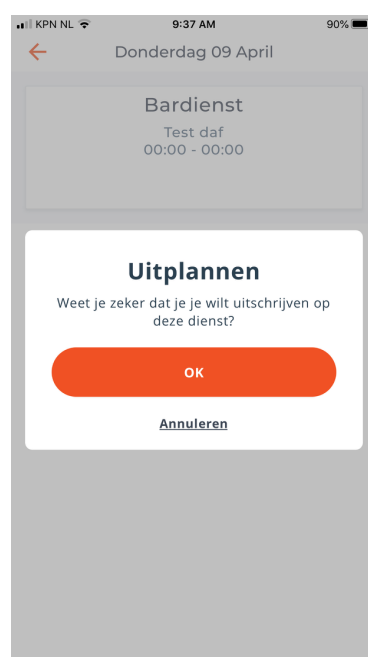 KPN NL 9:37 AM 90%
Donderdag 09 April
Bardienst
Test daf
00:00 - 00:00
Uitplannen
Weet je zeker dat je je wilt uitschrijven op
deze dienst?
OK
Annuleren